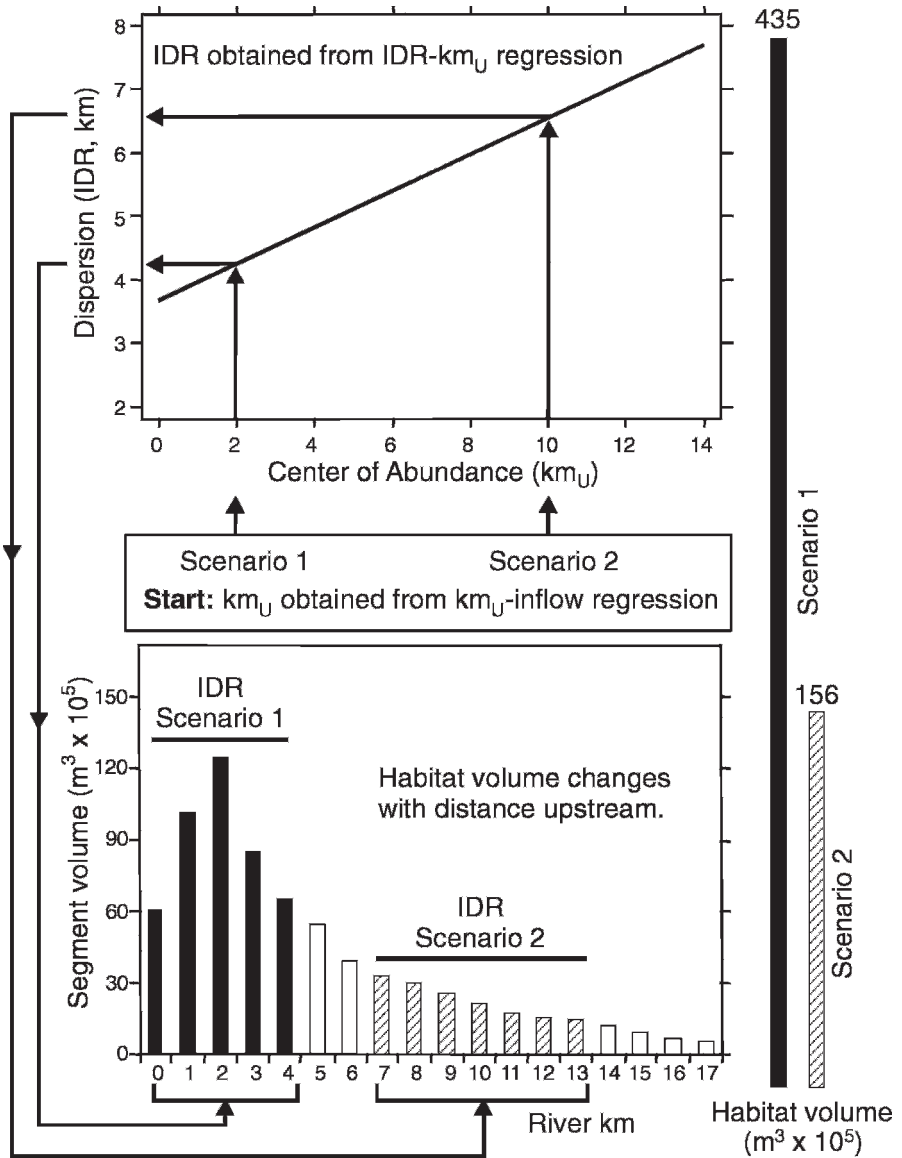 435
8
7
6
5
4
3
2
Dispersion (IDR, km)
IDR obtained from IDR-kmU regression
0 2 4 6 8 10 12 14
Center of Abundance (kmU)
Scenario 1 Scenario 2
Start: kmU obtained from kmU-inflow regression
Scenario 1
150
120
90
60
30
0
Segment volume (m³ x 10⁵)
IDR
Scenario 1
Habitat volume changes
with distance upstream.
IDR
Scenario 2
0 1 2 3 4 5 6 7 8 9 10 11 12 13 14 15 16 17
River km
156
Scenario 2
Habitat volume
(m³ x 10⁵)